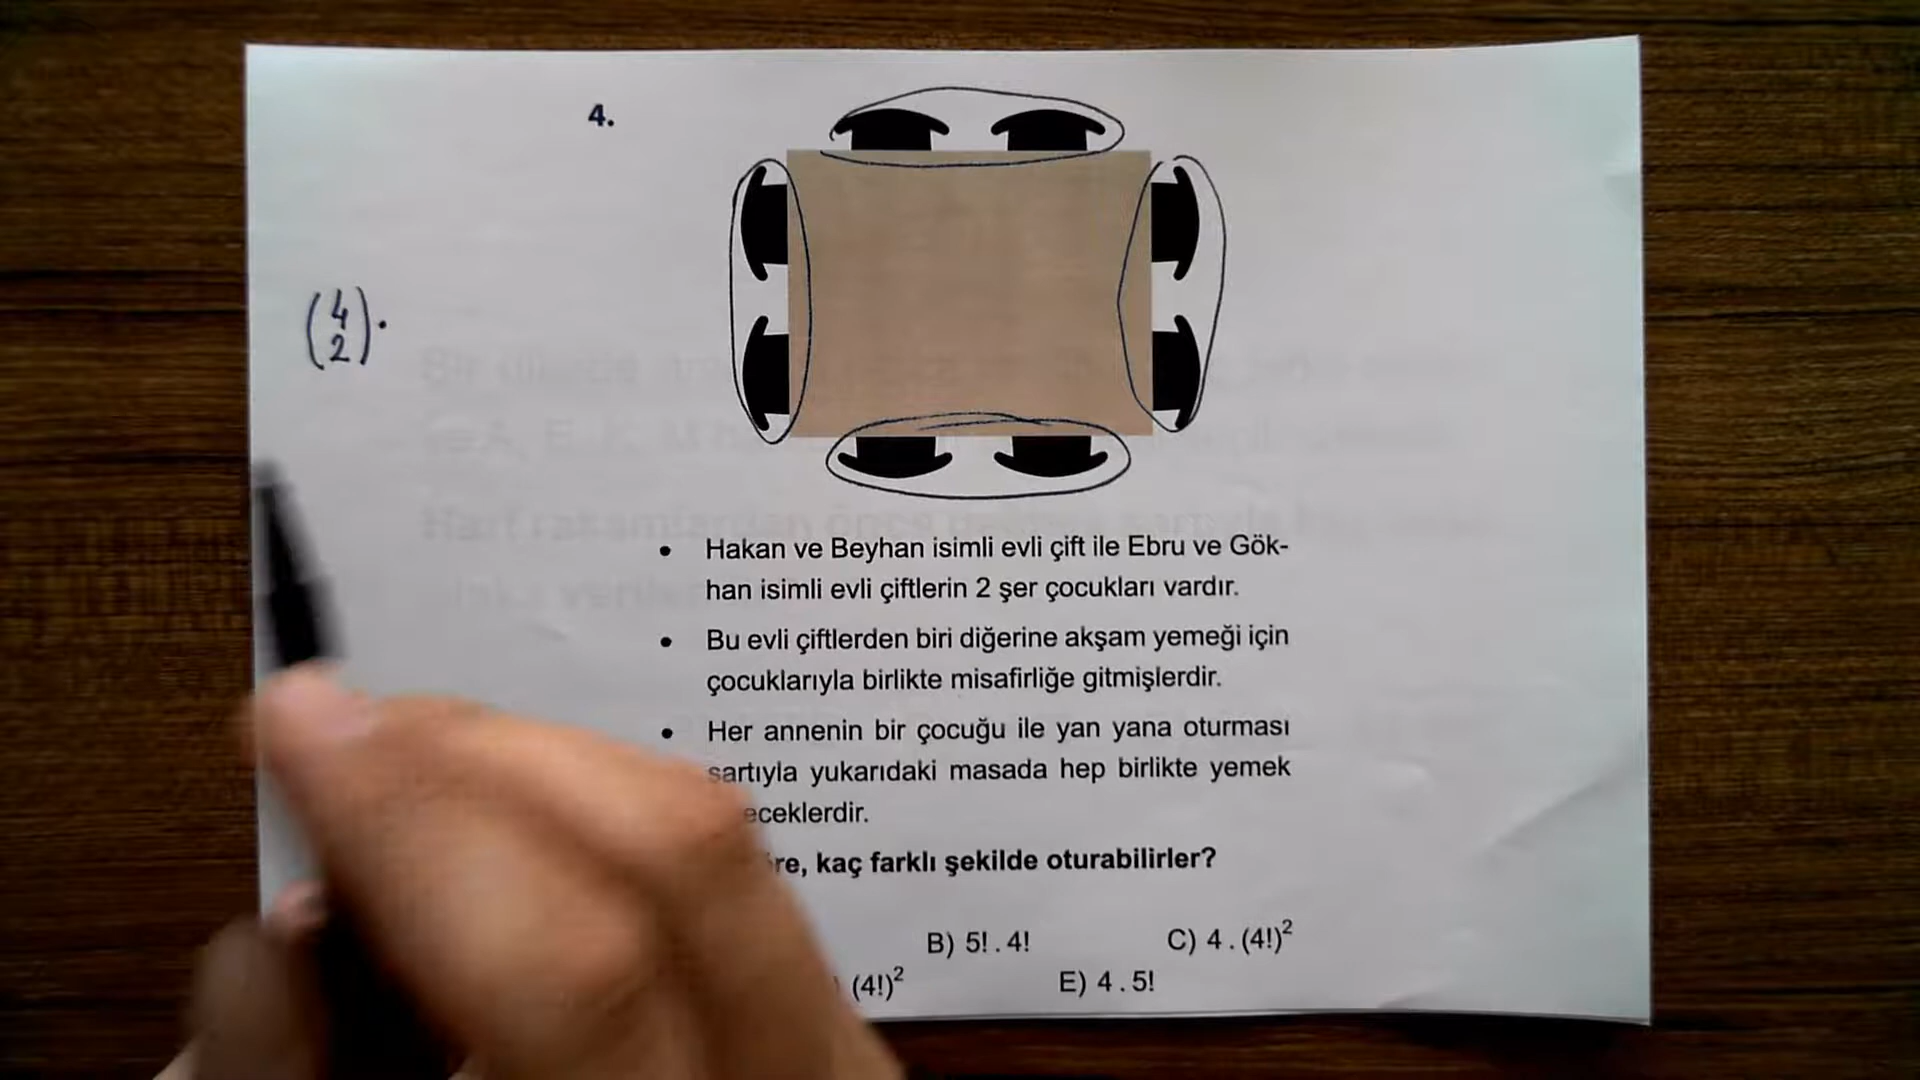 4.
(4
2).
Hakan ve Beyhan isimli evli çift ile Ebru ve Gök-
han isimli evli çiftlerin 2 şer çocukları vardır.
Bu evli çiftlerden biri diğerine akşam yemeği için
çocuklarıyla birlikte misafirliğe gitmişlerdir.
Her annenin bir çocuğu ile yan yana oturması
şartıyla yukarıdaki masada hep birlikte yemek
eceklerdir.
re, kaç farklı şekilde oturabilirler?
B) 5! . 4! C) 4 . (4!)²
(4!)² E) 4 . 5!